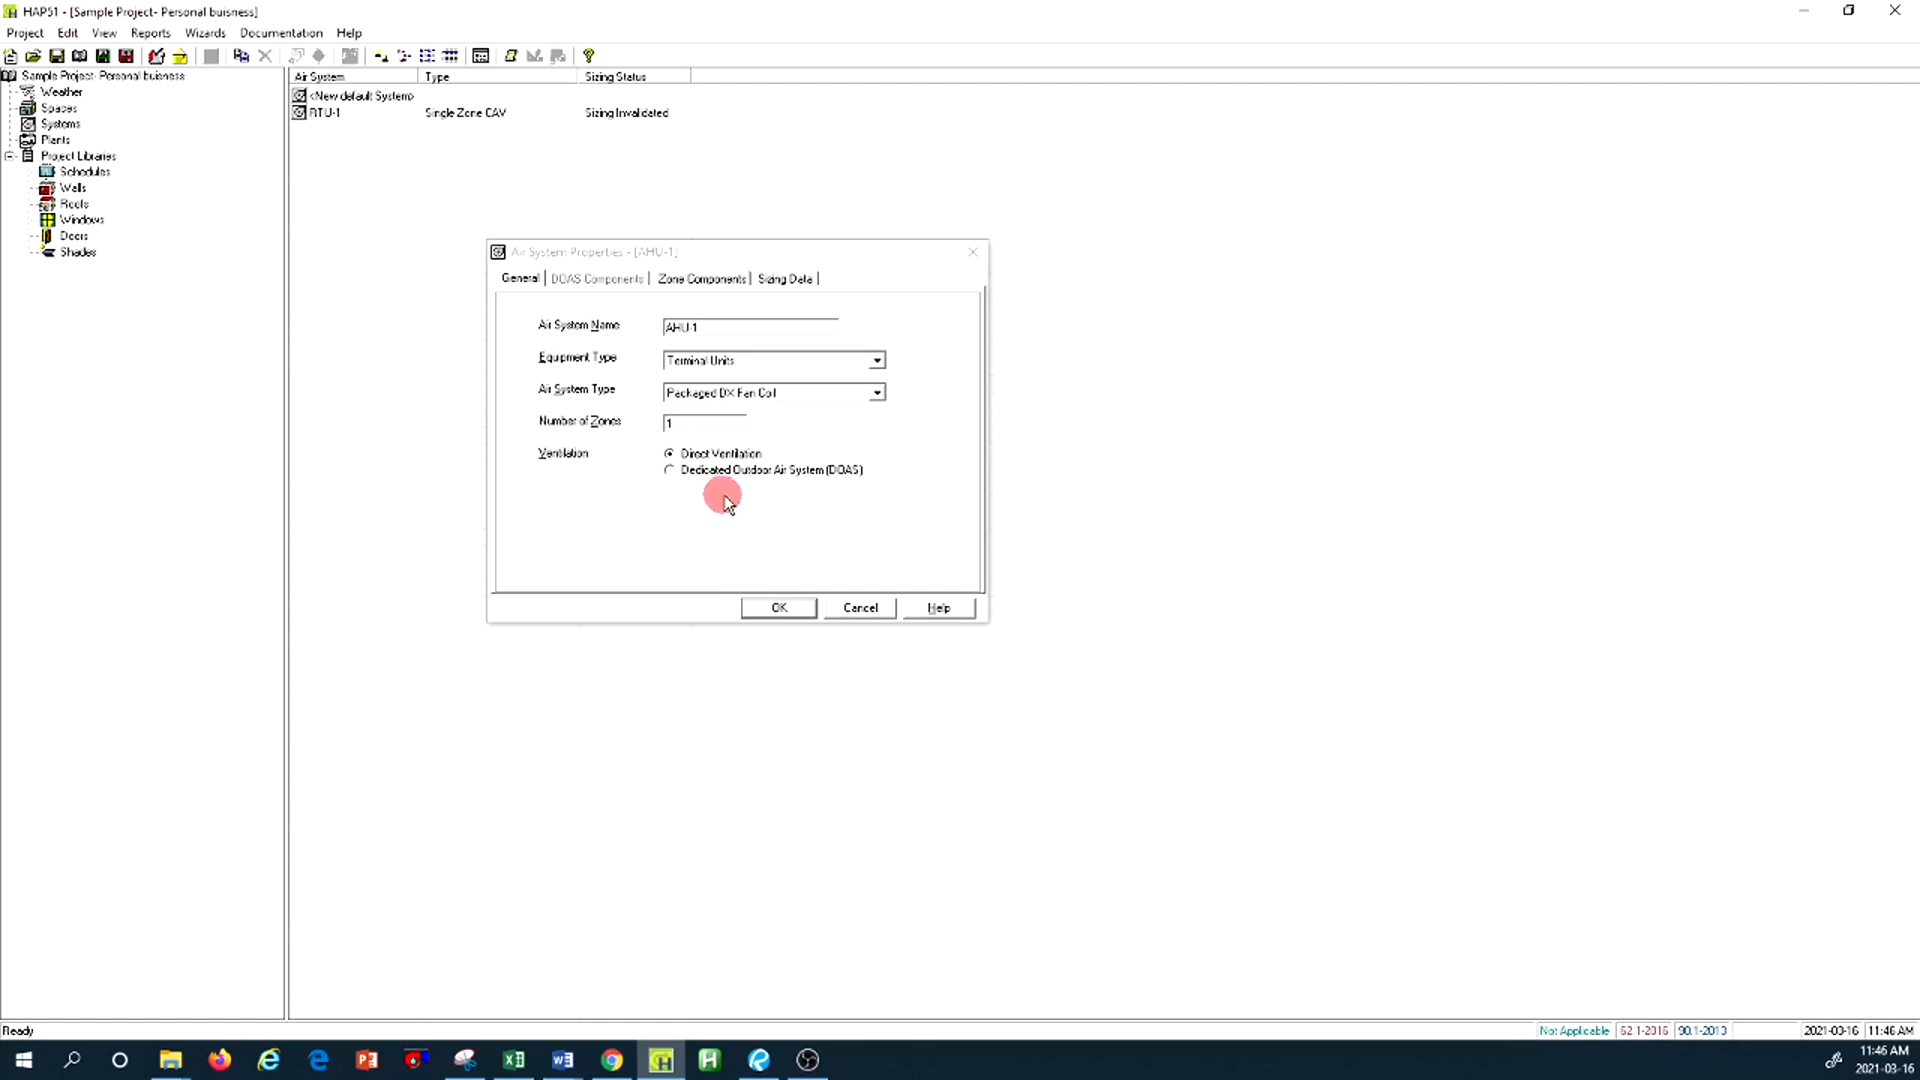 HAP51 - [Sample Project- Personal buisness]
Project Edit View Reports Wizards Documentation Help
Sample Project- Personal buisness
Weather
Spaces
Systems
Plants
Project Libraries
Schedules
Walls
Roofs
Windows
Doors
Shades
Air System Type Sizing Status
<New default System>
RTU-1 Single Zone CAV Sizing Invalidated
Air System Properties - [AHU-1]
General DOAS Components Zone Components Sizing Data
Air System Name AHU-1
Equipment Type Terminal Units
Air System Type Packaged DX Fan Coil
Number of Zones 1
Ventilation Direct Ventilation
Dedicated Outdoor Air System (DOAS)
OK Cancel Help
Ready Not Applicable 62.1-2016 90.1-2013 2021-03-16 11:46 AM
11:46 AM
2021-03-16